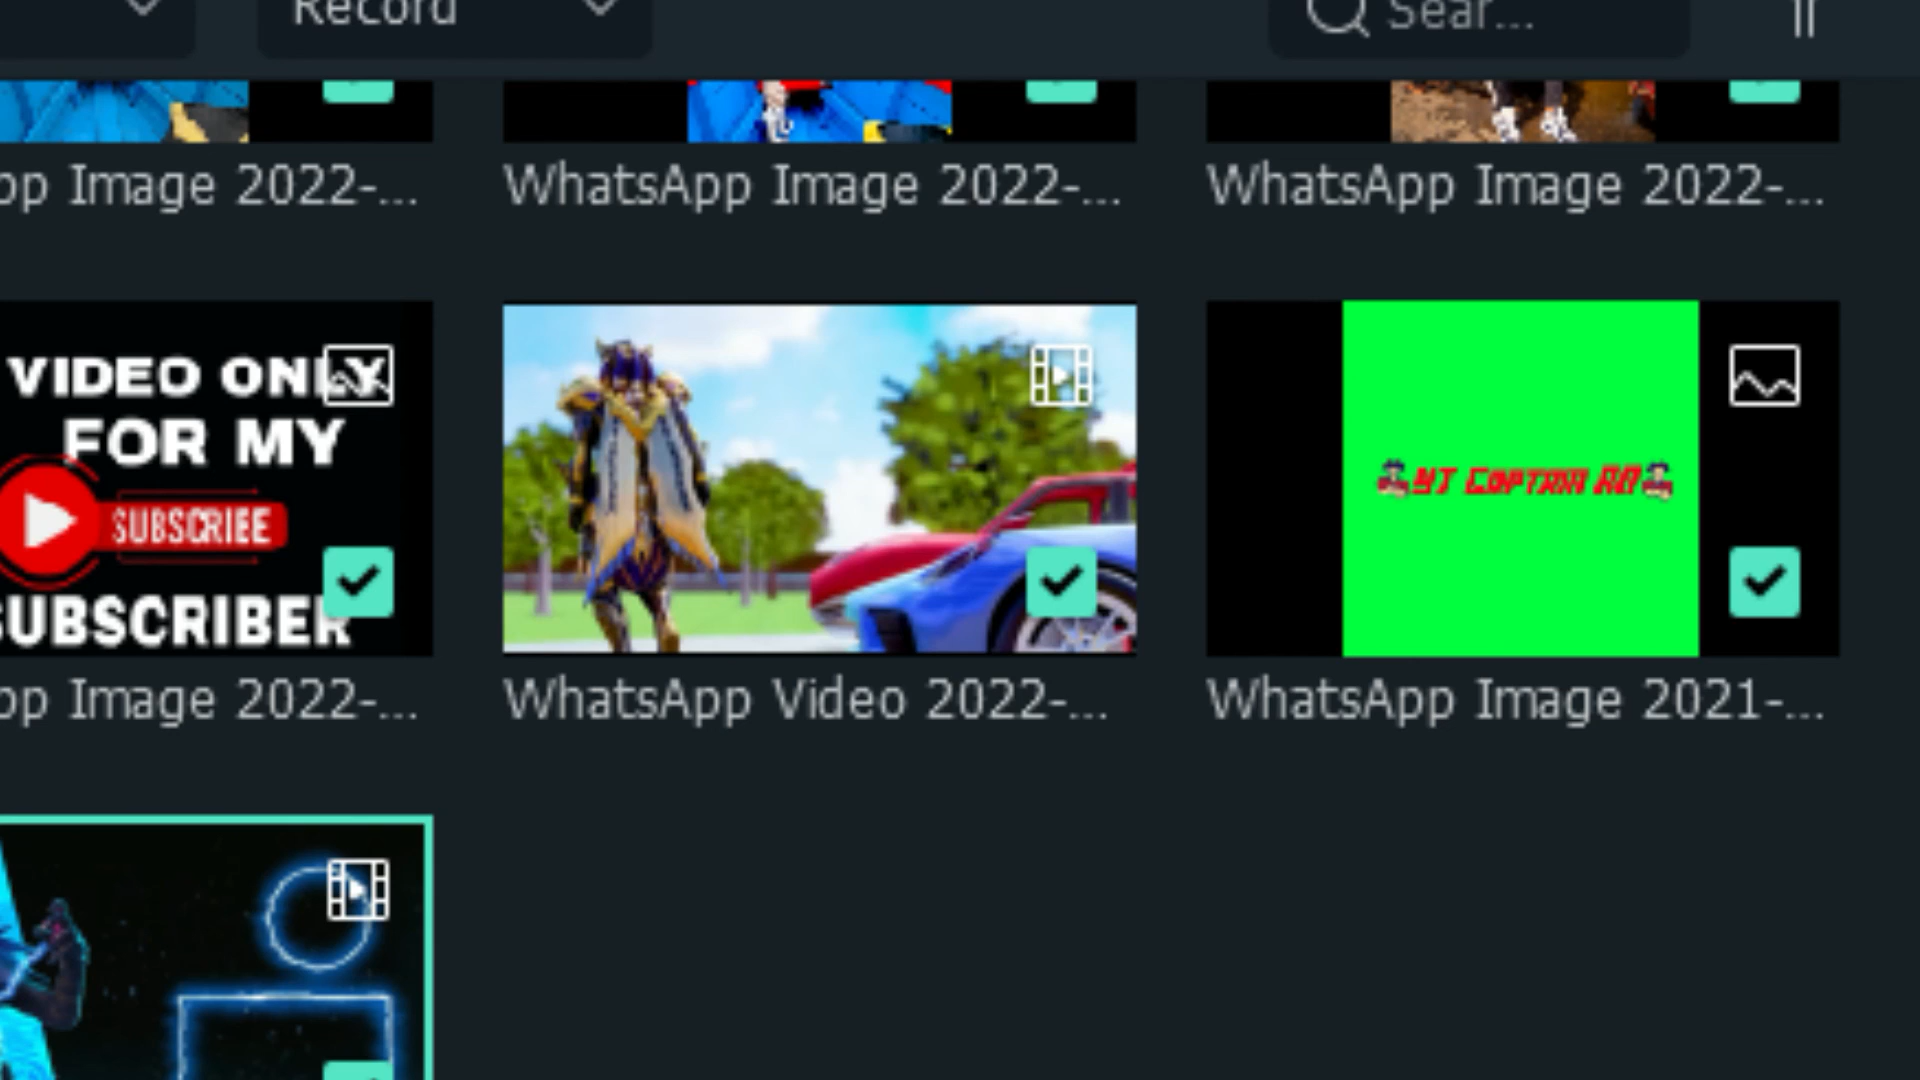 Record
Sear...
pp Image 2022-...
WhatsApp Image 2022-...
WhatsApp Image 2022-...
VIDEO ONLY
FOR MY
SUBSCRIBE
SUBSCRIBER
YT CAPTAIN RO
pp Image 2022-...
WhatsApp Video 2022-...
WhatsApp Image 2021-...